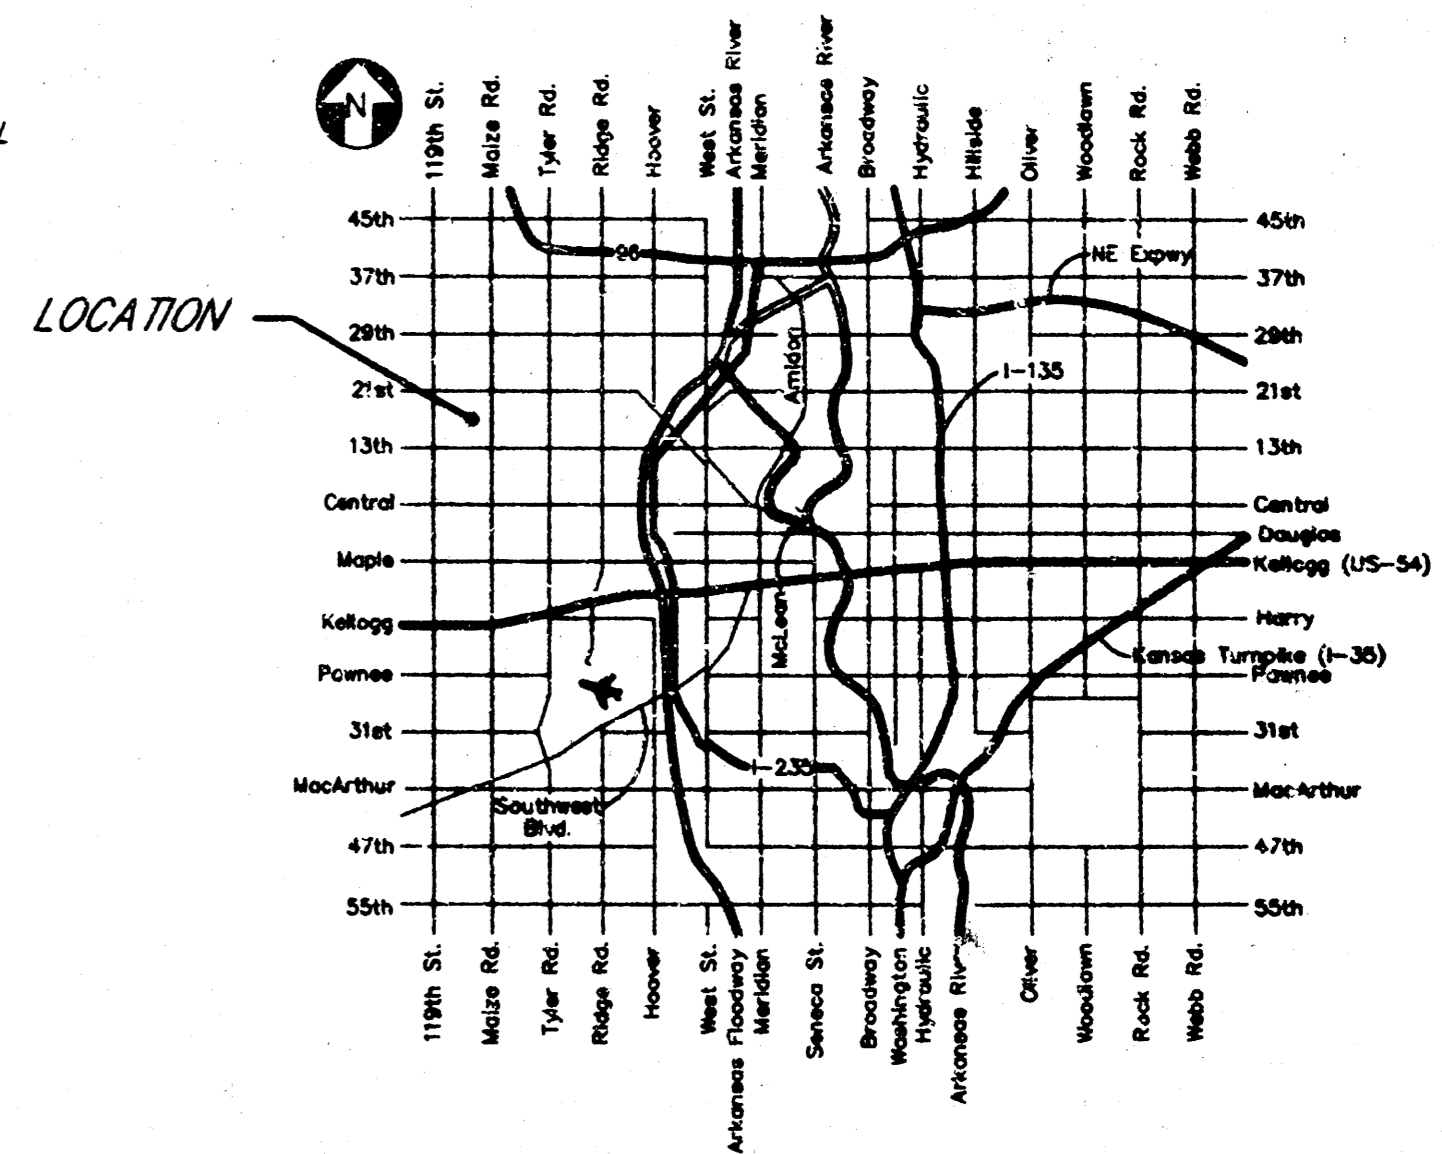 N
119th St.
Maize Rd.
Tyler Rd.
Ridge Rd.
Hoover
West St.
Arkansas River
Meridian
Arkansas River
Broadway
Hydraulic
Hillside
Oliver
Woodlawn
Rock Rd.
Webb Rd.
45th
45th
96
NE Expwy
37th
37th
LOCATION
29th
29th
Amidon
I-135
21st
21st
13th
13th
Central
Central
Douglas
Maple
Kellogg (US-54)
Kellogg
Harry
McLean
Kansas Turnpike (I-35)
Pawnee
Pawnee
31st
31st
I-235
MacArthur
MacArthur
Southwest
Blvd.
47th
47th
55th
55th
119th St.
Maize Rd.
Tyler Rd.
Ridge Rd.
Hoover
West St.
Arkansas Floodway
Meridian
Seneca St.
Broadway
Washington
Hydraulic
Arkansas Riv
Oliver
Woodlawn
Rock Rd.
Webb Rd.